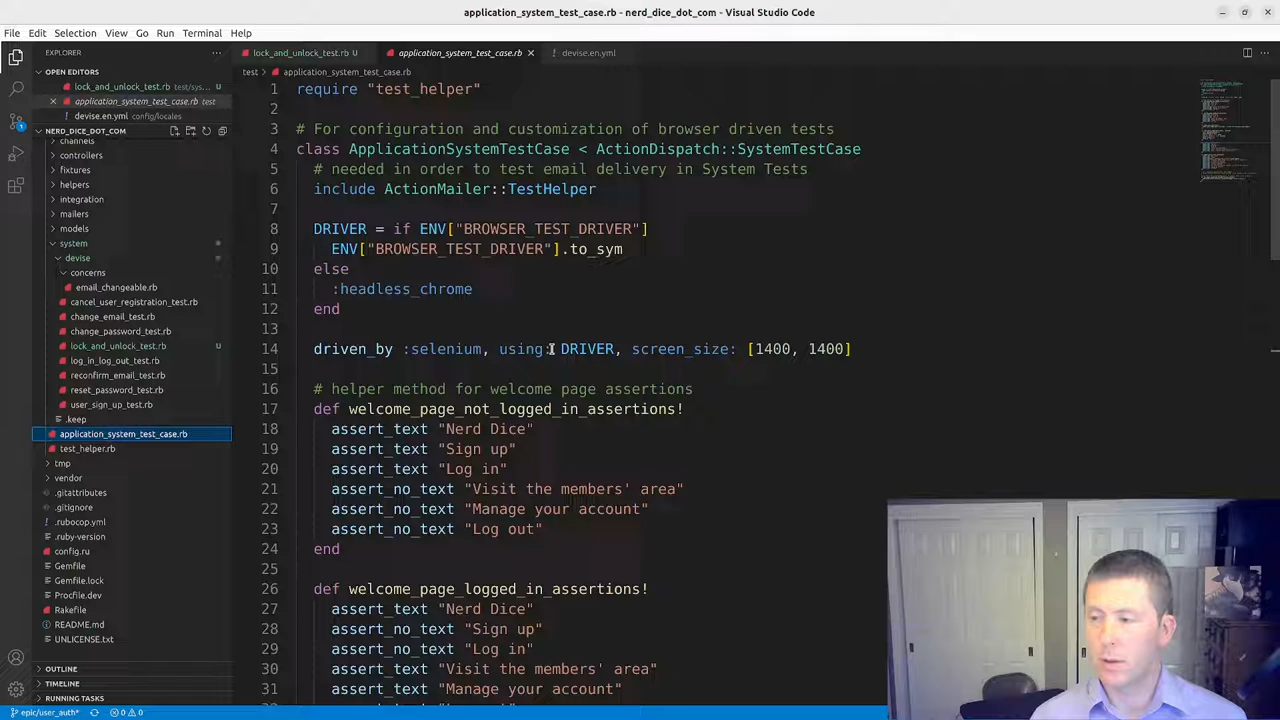 application_system_test_case.rb - nerd_dice_dot_com - Visual Studio Code
File Edit Selection View Go Run Terminal Help
EXPLORER
OPEN EDITORS
lock_and_unlock_test.rb test/sys...
application_system_test_case.rb test
devise.en.yml config/locales
NERD_DICE_DOT_COM
channels
controllers
fixtures
helpers
integration
mailers
models
system
devise
concerns
email_changeable.rb
cancel_user_registration_test.rb
change_email_test.rb
change_password_test.rb
lock_and_unlock_test.rb U
log_in_log_out_test.rb
reconfirm_email_test.rb
reset_password_test.rb
user_sign_up_test.rb
.keep
application_system_test_case.rb
test_helper.rb
tmp
vendor
.gitattributes
.gitignore
.rubocop.yml
.ruby-version
config.ru
Gemfile
Gemfile.lock
Procfile.dev
Rakefile
README.md
UNLICENSE.txt
OUTLINE
TIMELINE
RUNNING TASKS
lock_and_unlock_test.rb U application_system_test_case.rb devise.en.yml
test > application_system_test_case.rb
1 require "test_helper"
2
3 # For configuration and customization of browser driven tests
4 class ApplicationSystemTestCase < ActionDispatch::SystemTestCase
5 # needed in order to test email delivery in System Tests
6 include ActionMailer::TestHelper
7
8 DRIVER = if ENV["BROWSER_TEST_DRIVER"]
9 ENV["BROWSER_TEST_DRIVER"].to_sym
10 else
11 :headless_chrome
12 end
13
14 driven_by :selenium, using: DRIVER, screen_size: [1400, 1400]
15
16 # helper method for welcome page assertions
17 def welcome_page_not_logged_in_assertions!
18 assert_text "Nerd Dice"
19 assert_text "Sign up"
20 assert_text "Log in"
21 assert_no_text "Visit the members' area"
22 assert_no_text "Manage your account"
23 assert_no_text "Log out"
24 end
25
26 def welcome_page_logged_in_assertions!
27 assert_text "Nerd Dice"
28 assert_no_text "Sign up"
29 assert_no_text "Log in"
30 assert_text "Visit the members' area"
31 assert_text "Manage your account"
epic/user_auth* 0 0